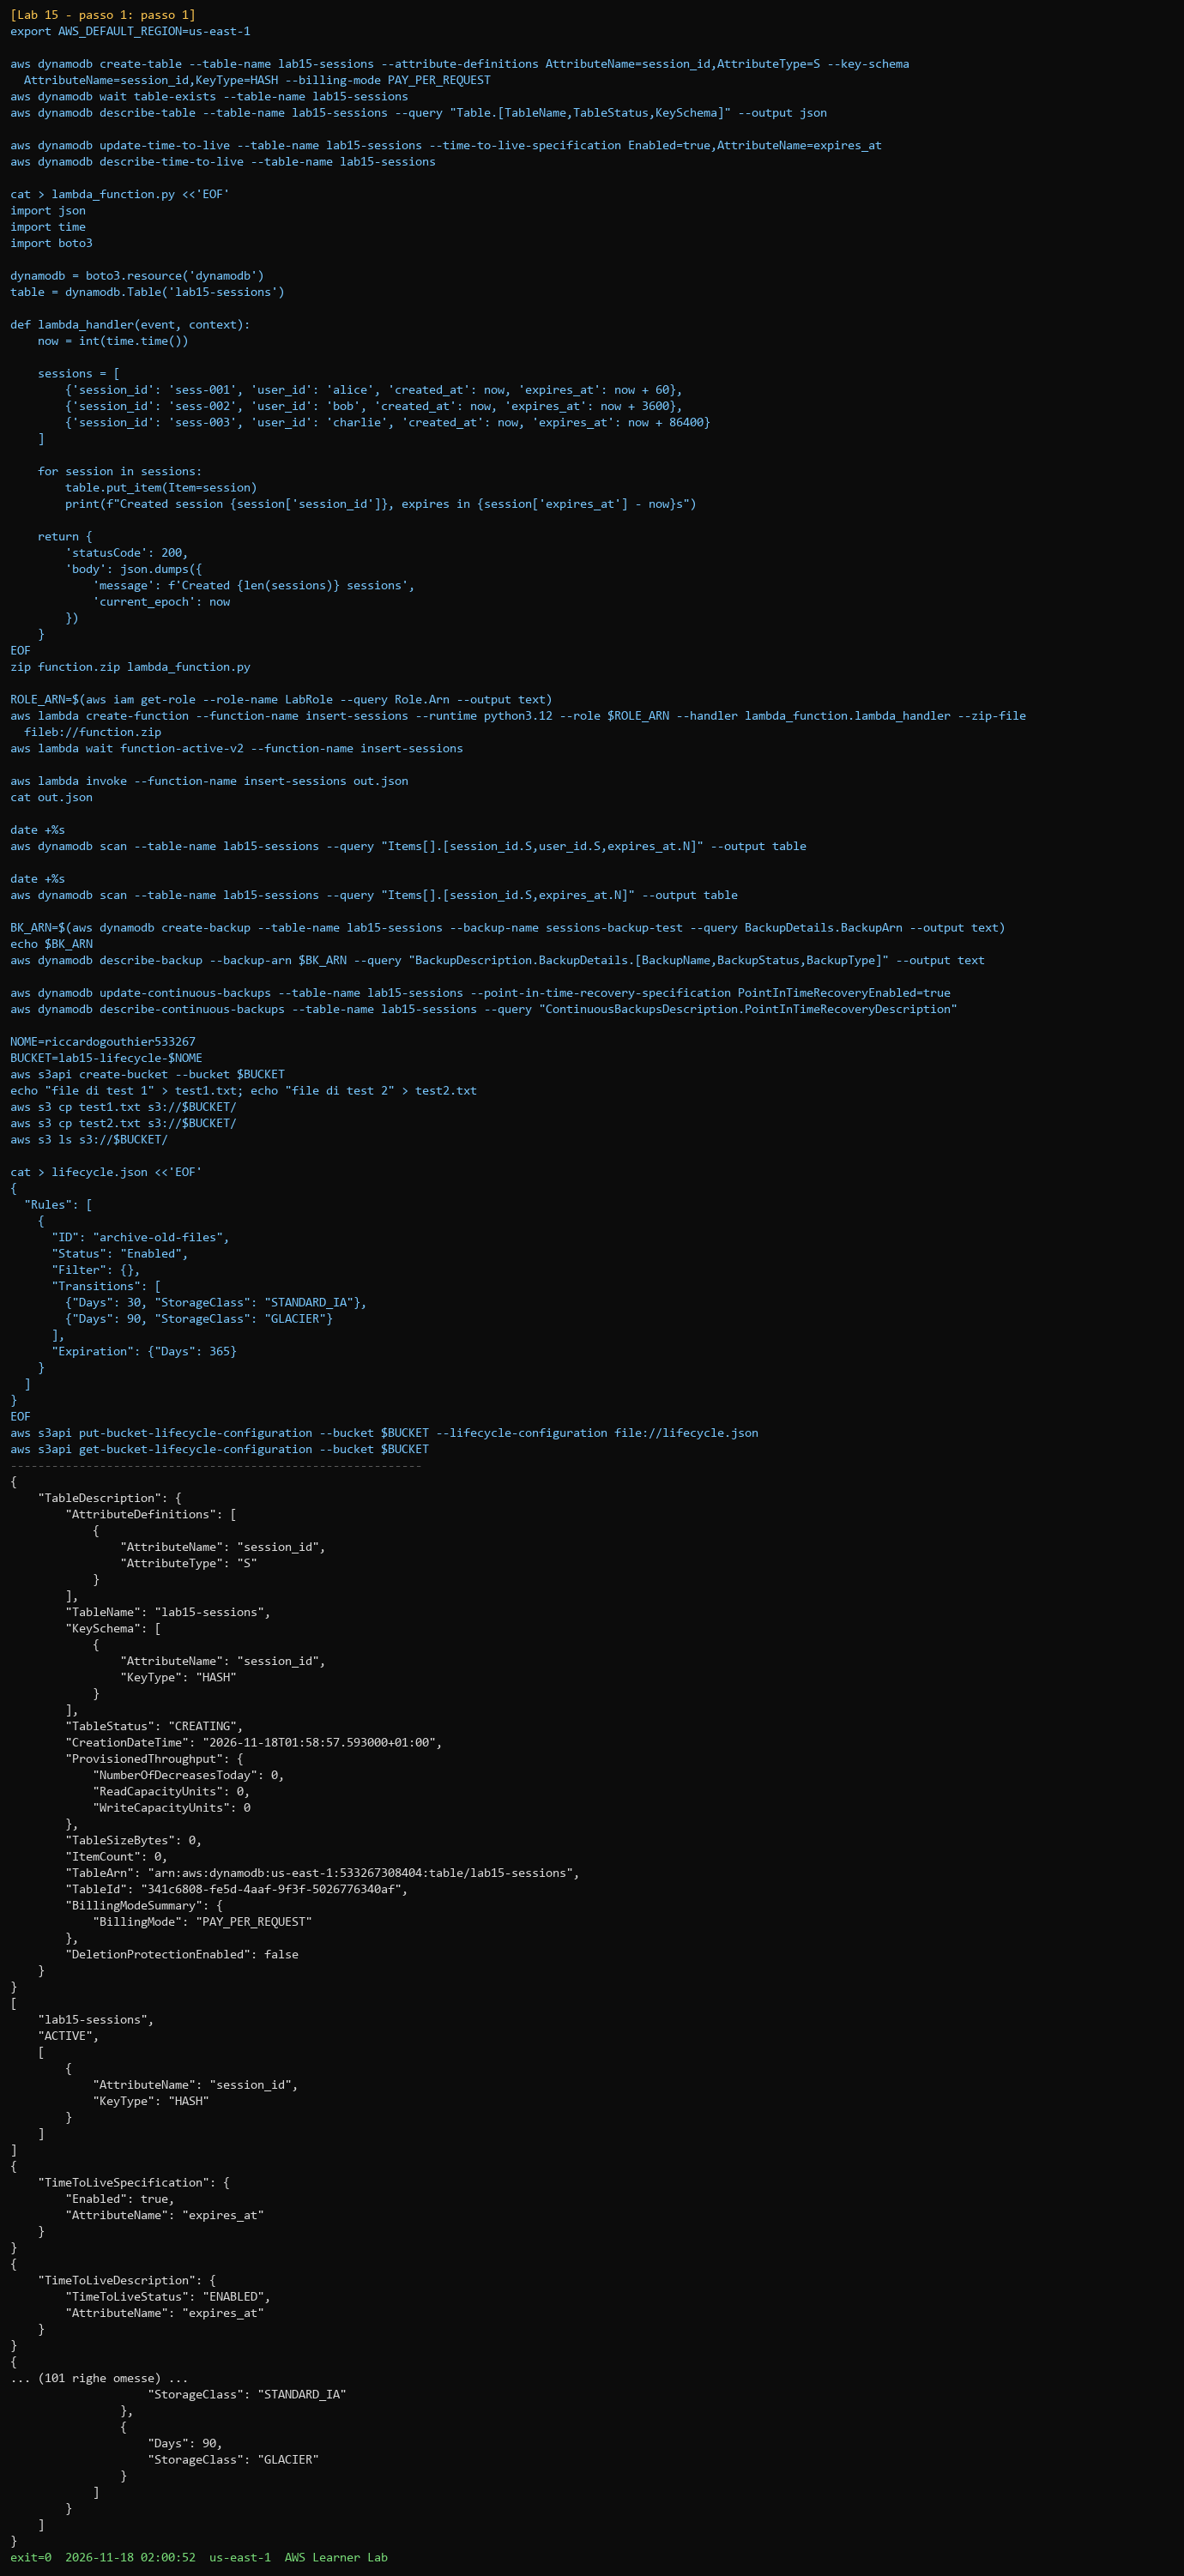 [Lab 15 - passo 1: passo 1]
export AWS_DEFAULT_REGION=us-east-1

aws dynamodb create-table --table-name lab15-sessions --attribute-definitions AttributeName=session_id,AttributeType=S --key-schema
  AttributeName=session_id,KeyType=HASH --billing-mode PAY_PER_REQUEST
aws dynamodb wait table-exists --table-name lab15-sessions
aws dynamodb describe-table --table-name lab15-sessions --query "Table.[TableName,TableStatus,KeySchema]" --output json

aws dynamodb update-time-to-live --table-name lab15-sessions --time-to-live-specification Enabled=true,AttributeName=expires_at
aws dynamodb describe-time-to-live --table-name lab15-sessions

cat > lambda_function.py <<'EOF'
import json
import time
import boto3

dynamodb = boto3.resource('dynamodb')
table = dynamodb.Table('lab15-sessions')

def lambda_handler(event, context):
    now = int(time.time())

    sessions = [
        {'session_id': 'sess-001', 'user_id': 'alice', 'created_at': now, 'expires_at': now + 60},
        {'session_id': 'sess-002', 'user_id': 'bob', 'created_at': now, 'expires_at': now + 3600},
        {'session_id': 'sess-003', 'user_id': 'charlie', 'created_at': now, 'expires_at': now + 86400}
    ]

    for session in sessions:
        table.put_item(Item=session)
        print(f"Created session {session['session_id']}, expires in {session['expires_at'] - now}s")

    return {
        'statusCode': 200,
        'body': json.dumps({
            'message': f'Created {len(sessions)} sessions',
            'current_epoch': now
        })
    }
EOF
zip function.zip lambda_function.py

ROLE_ARN=$(aws iam get-role --role-name LabRole --query Role.Arn --output text)
aws lambda create-function --function-name insert-sessions --runtime python3.12 --role $ROLE_ARN --handler lambda_function.lambda_handler --zip-file
  fileb://function.zip
aws lambda wait function-active-v2 --function-name insert-sessions

aws lambda invoke --function-name insert-sessions out.json
cat out.json

date +%s
aws dynamodb scan --table-name lab15-sessions --query "Items[].[session_id.S,user_id.S,expires_at.N]" --output table

date +%s
aws dynamodb scan --table-name lab15-sessions --query "Items[].[session_id.S,expires_at.N]" --output table

BK_ARN=$(aws dynamodb create-backup --table-name lab15-sessions --backup-name sessions-backup-test --query BackupDetails.BackupArn --output text)
echo $BK_ARN
aws dynamodb describe-backup --backup-arn $BK_ARN --query "BackupDescription.BackupDetails.[BackupName,BackupStatus,BackupType]" --output text

aws dynamodb update-continuous-backups --table-name lab15-sessions --point-in-time-recovery-specification PointInTimeRecoveryEnabled=true
aws dynamodb describe-continuous-backups --table-name lab15-sessions --query "ContinuousBackupsDescription.PointInTimeRecoveryDescription"

NOME=riccardogouthier533267
BUCKET=lab15-lifecycle-$NOME
aws s3api create-bucket --bucket $BUCKET
echo "file di test 1" > test1.txt; echo "file di test 2" > test2.txt
aws s3 cp test1.txt s3://$BUCKET/
aws s3 cp test2.txt s3://$BUCKET/
aws s3 ls s3://$BUCKET/

cat > lifecycle.json <<'EOF'
{
  "Rules": [
    {
      "ID": "archive-old-files",
      "Status": "Enabled",
      "Filter": {},
      "Transitions": [
        {"Days": 30, "StorageClass": "STANDARD_IA"},
        {"Days": 90, "StorageClass": "GLACIER"}
      ],
      "Expiration": {"Days": 365}
    }
  ]
}
EOF
aws s3api put-bucket-lifecycle-configuration --bucket $BUCKET --lifecycle-configuration file://lifecycle.json
aws s3api get-bucket-lifecycle-configuration --bucket $BUCKET
------------------------------------------------------------
{
    "TableDescription": {
        "AttributeDefinitions": [
            {
                "AttributeName": "session_id",
                "AttributeType": "S"
            }
        ],
        "TableName": "lab15-sessions",
        "KeySchema": [
            {
                "AttributeName": "session_id",
                "KeyType": "HASH"
            }
        ],
        "TableStatus": "CREATING",
        "CreationDateTime": "2026-11-18T01:58:57.593000+01:00",
        "ProvisionedThroughput": {
            "NumberOfDecreasesToday": 0,
            "ReadCapacityUnits": 0,
            "WriteCapacityUnits": 0
        },
        "TableSizeBytes": 0,
        "ItemCount": 0,
        "TableArn": "arn:aws:dynamodb:us-east-1:533267308404:table/lab15-sessions",
        "TableId": "341c6808-fe5d-4aaf-9f3f-5026776340af",
        "BillingModeSummary": {
            "BillingMode": "PAY_PER_REQUEST"
        },
        "DeletionProtectionEnabled": false
    }
}
[
    "lab15-sessions",
    "ACTIVE",
    [
        {
            "AttributeName": "session_id",
            "KeyType": "HASH"
        }
    ]
]
{
    "TimeToLiveSpecification": {
        "Enabled": true,
        "AttributeName": "expires_at"
    }
}
{
    "TimeToLiveDescription": {
        "TimeToLiveStatus": "ENABLED",
        "AttributeName": "expires_at"
    }
}
{
... (101 righe omesse) ...
                    "StorageClass": "STANDARD_IA"
                },
                {
                    "Days": 90,
                    "StorageClass": "GLACIER"
                }
            ]
        }
    ]
}
exit=0  2026-11-18 02:00:52  us-east-1  AWS Learner Lab